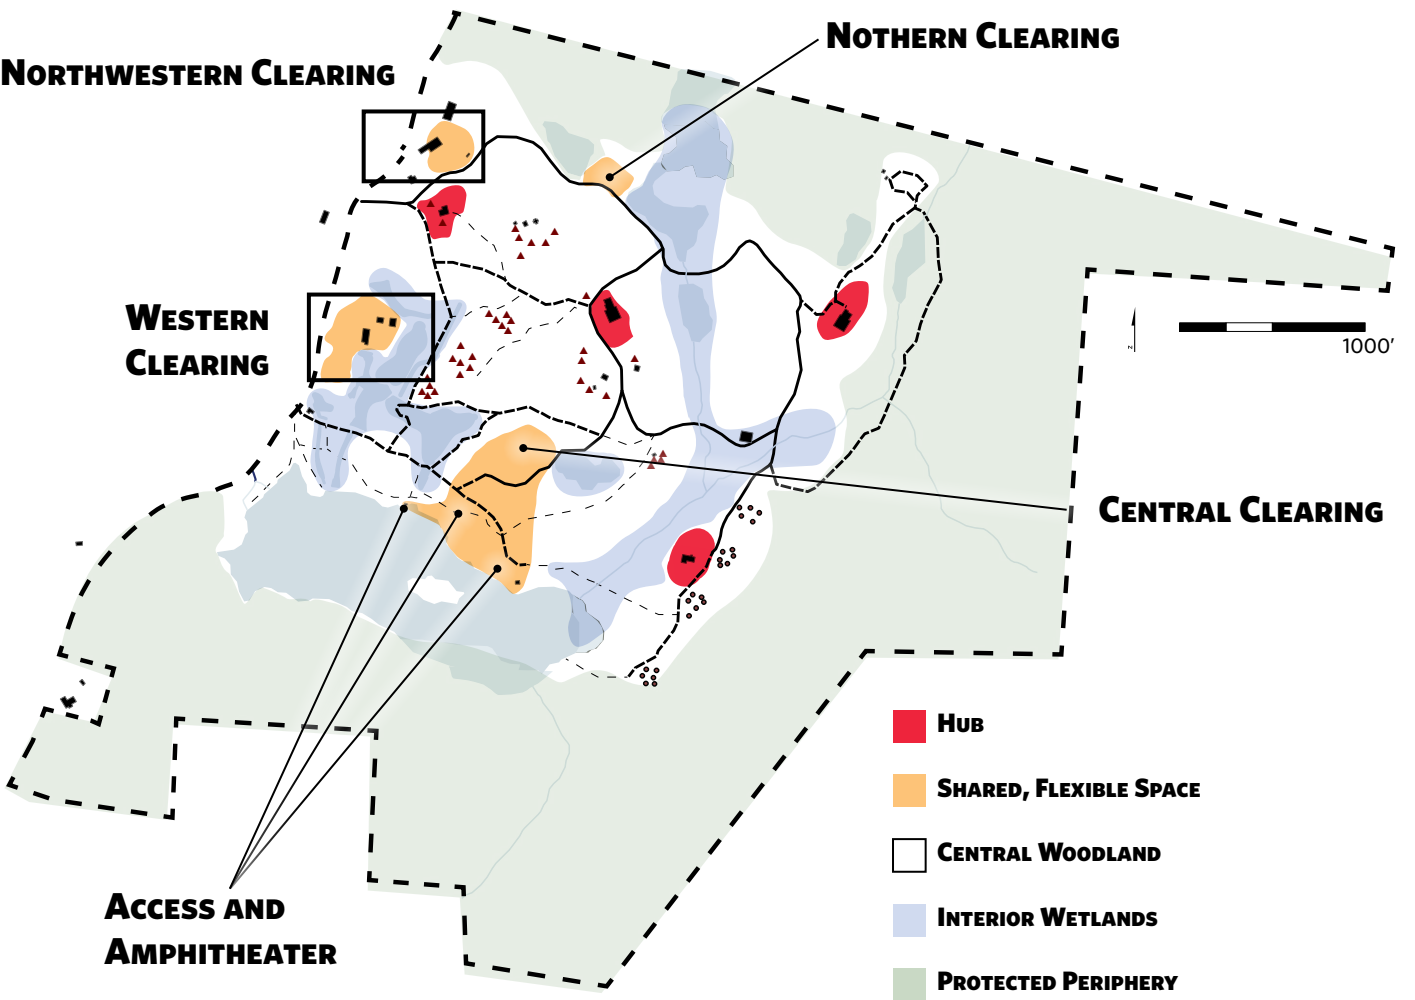 Nothern Clearing
Northwestern Clearing
Western
Clearing
z
1000'
Central Clearing
Hub
Shared, Flexible Space
Central Woodland
Access and
Amphitheater
Interior Wetlands
Protected Periphery